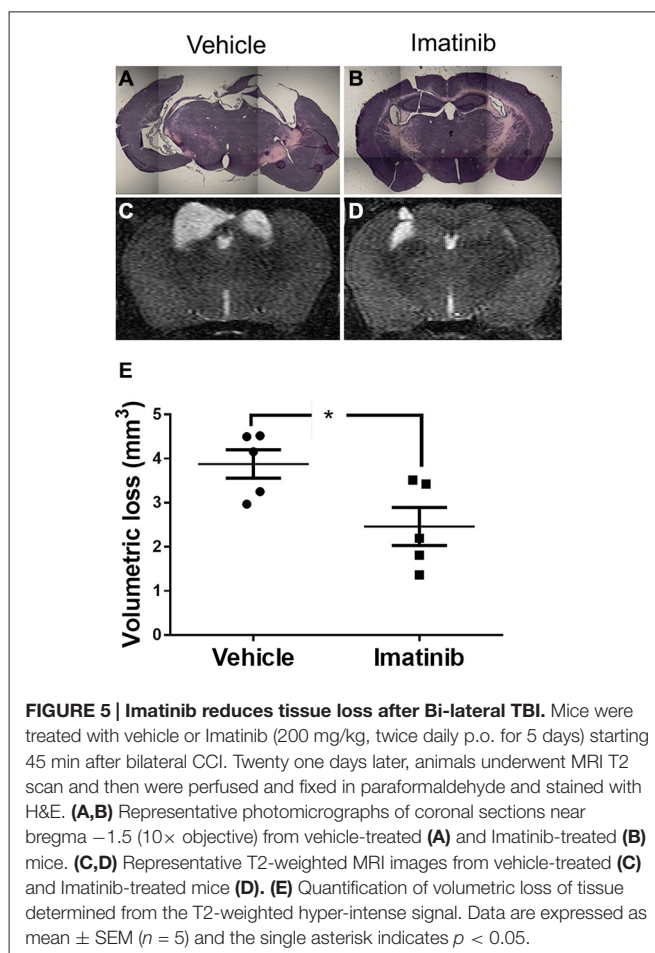 Vehicle Imatinib
A B
C D
E
Volumetric loss (mm³)
5
4
3
2
1
0
*
Vehicle Imatinib
FIGURE 5 | Imatinib reduces tissue loss after Bi-lateral TBI. Mice were
treated with vehicle or Imatinib (200 mg/kg, twice daily p.o. for 5 days) starting
45 min after bilateral CCI. Twenty one days later, animals underwent MRI T2
scan and then were perfused and fixed in paraformaldehyde and stained with
H&E. (A,B) Representative photomicrographs of coronal sections near
bregma −1.5 (10× objective) from vehicle-treated (A) and Imatinib-treated (B)
mice. (C,D) Representative T2-weighted MRI images from vehicle-treated (C)
and Imatinib-treated mice (D). (E) Quantification of volumetric loss of tissue
determined from the T2-weighted hyper-intense signal. Data are expressed as
mean ± SEM (n = 5) and the single asterisk indicates p < 0.05.